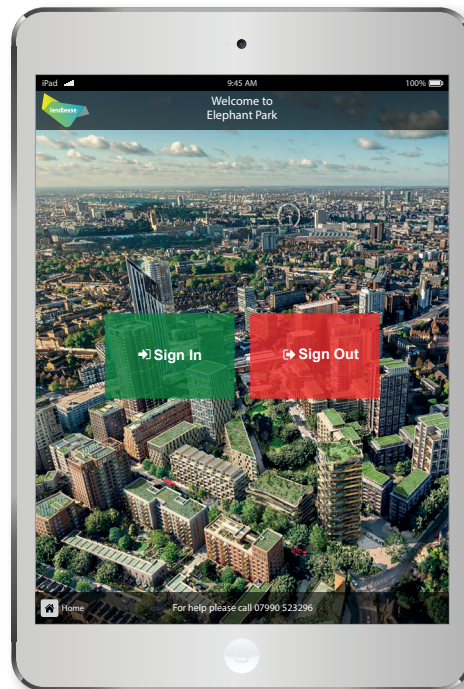 iPad
9:45 AM
100%
lendlease
Welcome to
Elephant Park
Sign In
Sign Out
Home
For help please call 07990 523296